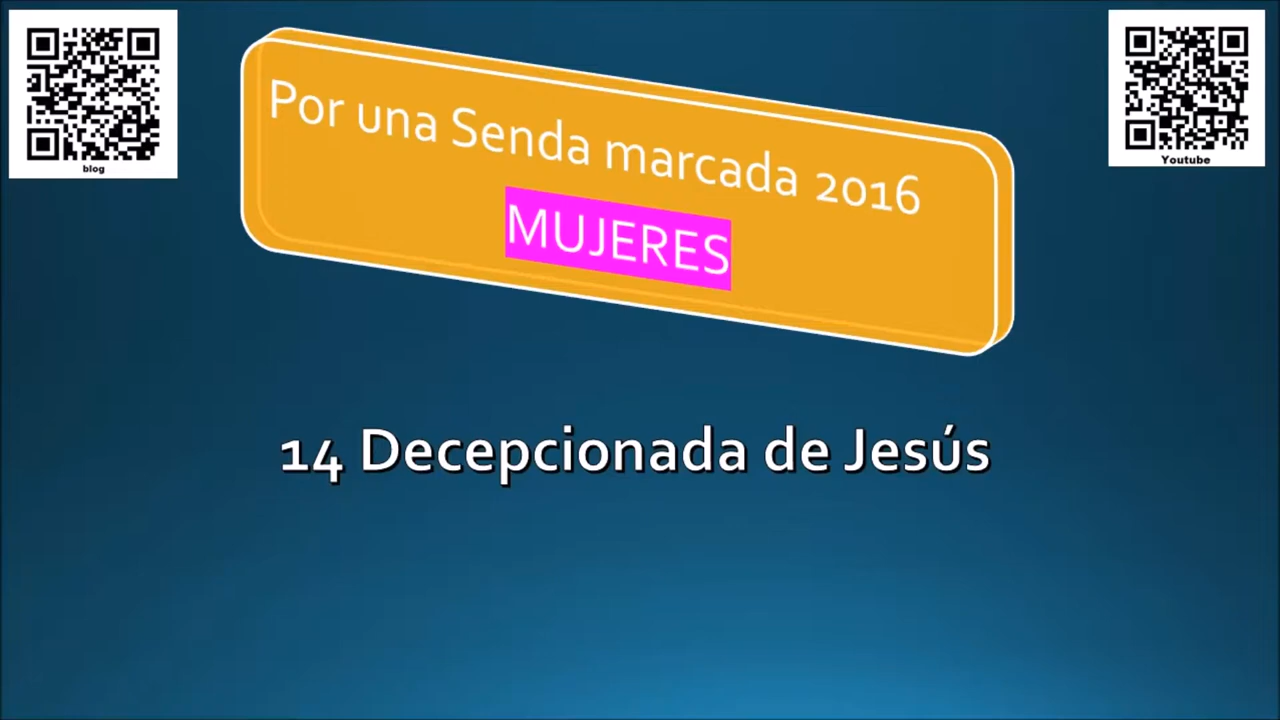 blog
Youtube
Por una Senda marcada 2016
MUJERES
14 Decepcionada de Jesús